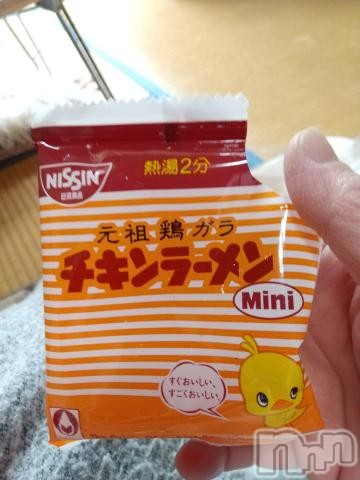 熱湯2分
NISSIN
日清食品
元祖鶏ガラ
チキンラーメン
Mini
すぐおいしい、
すごくおいしい。